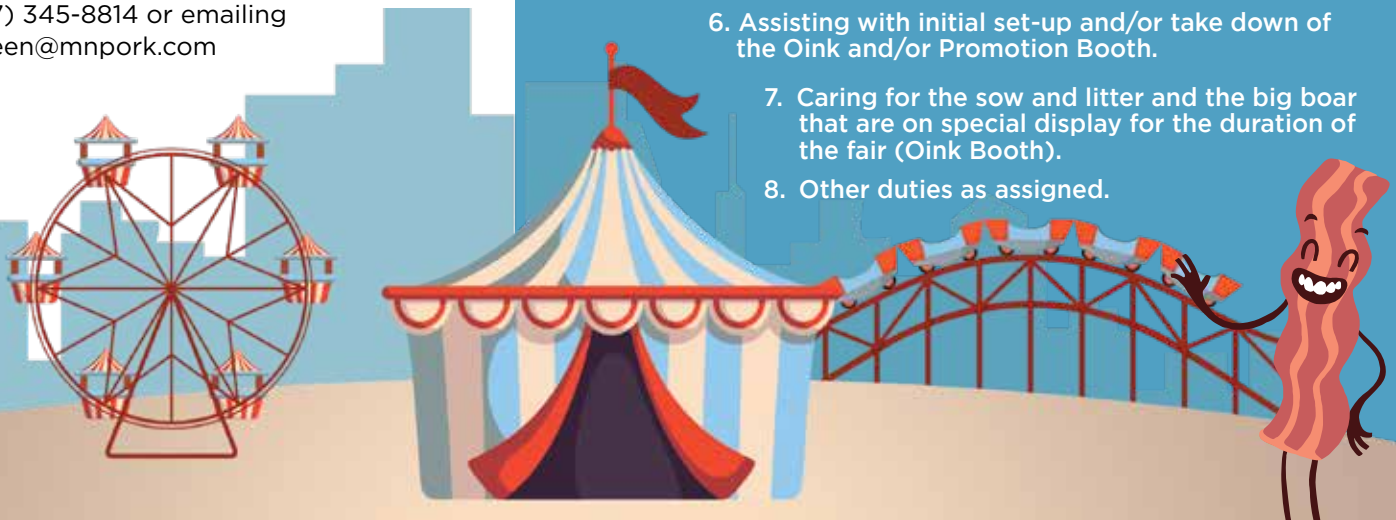 7) 345-8814 or emailing
een@mnpork.com
6. Assisting with initial set-up and/or take down of
the Oink and/or Promotion Booth.
7. Caring for the sow and litter and the big boar
that are on special display for the duration of
the fair (Oink Booth).
8. Other duties as assigned.